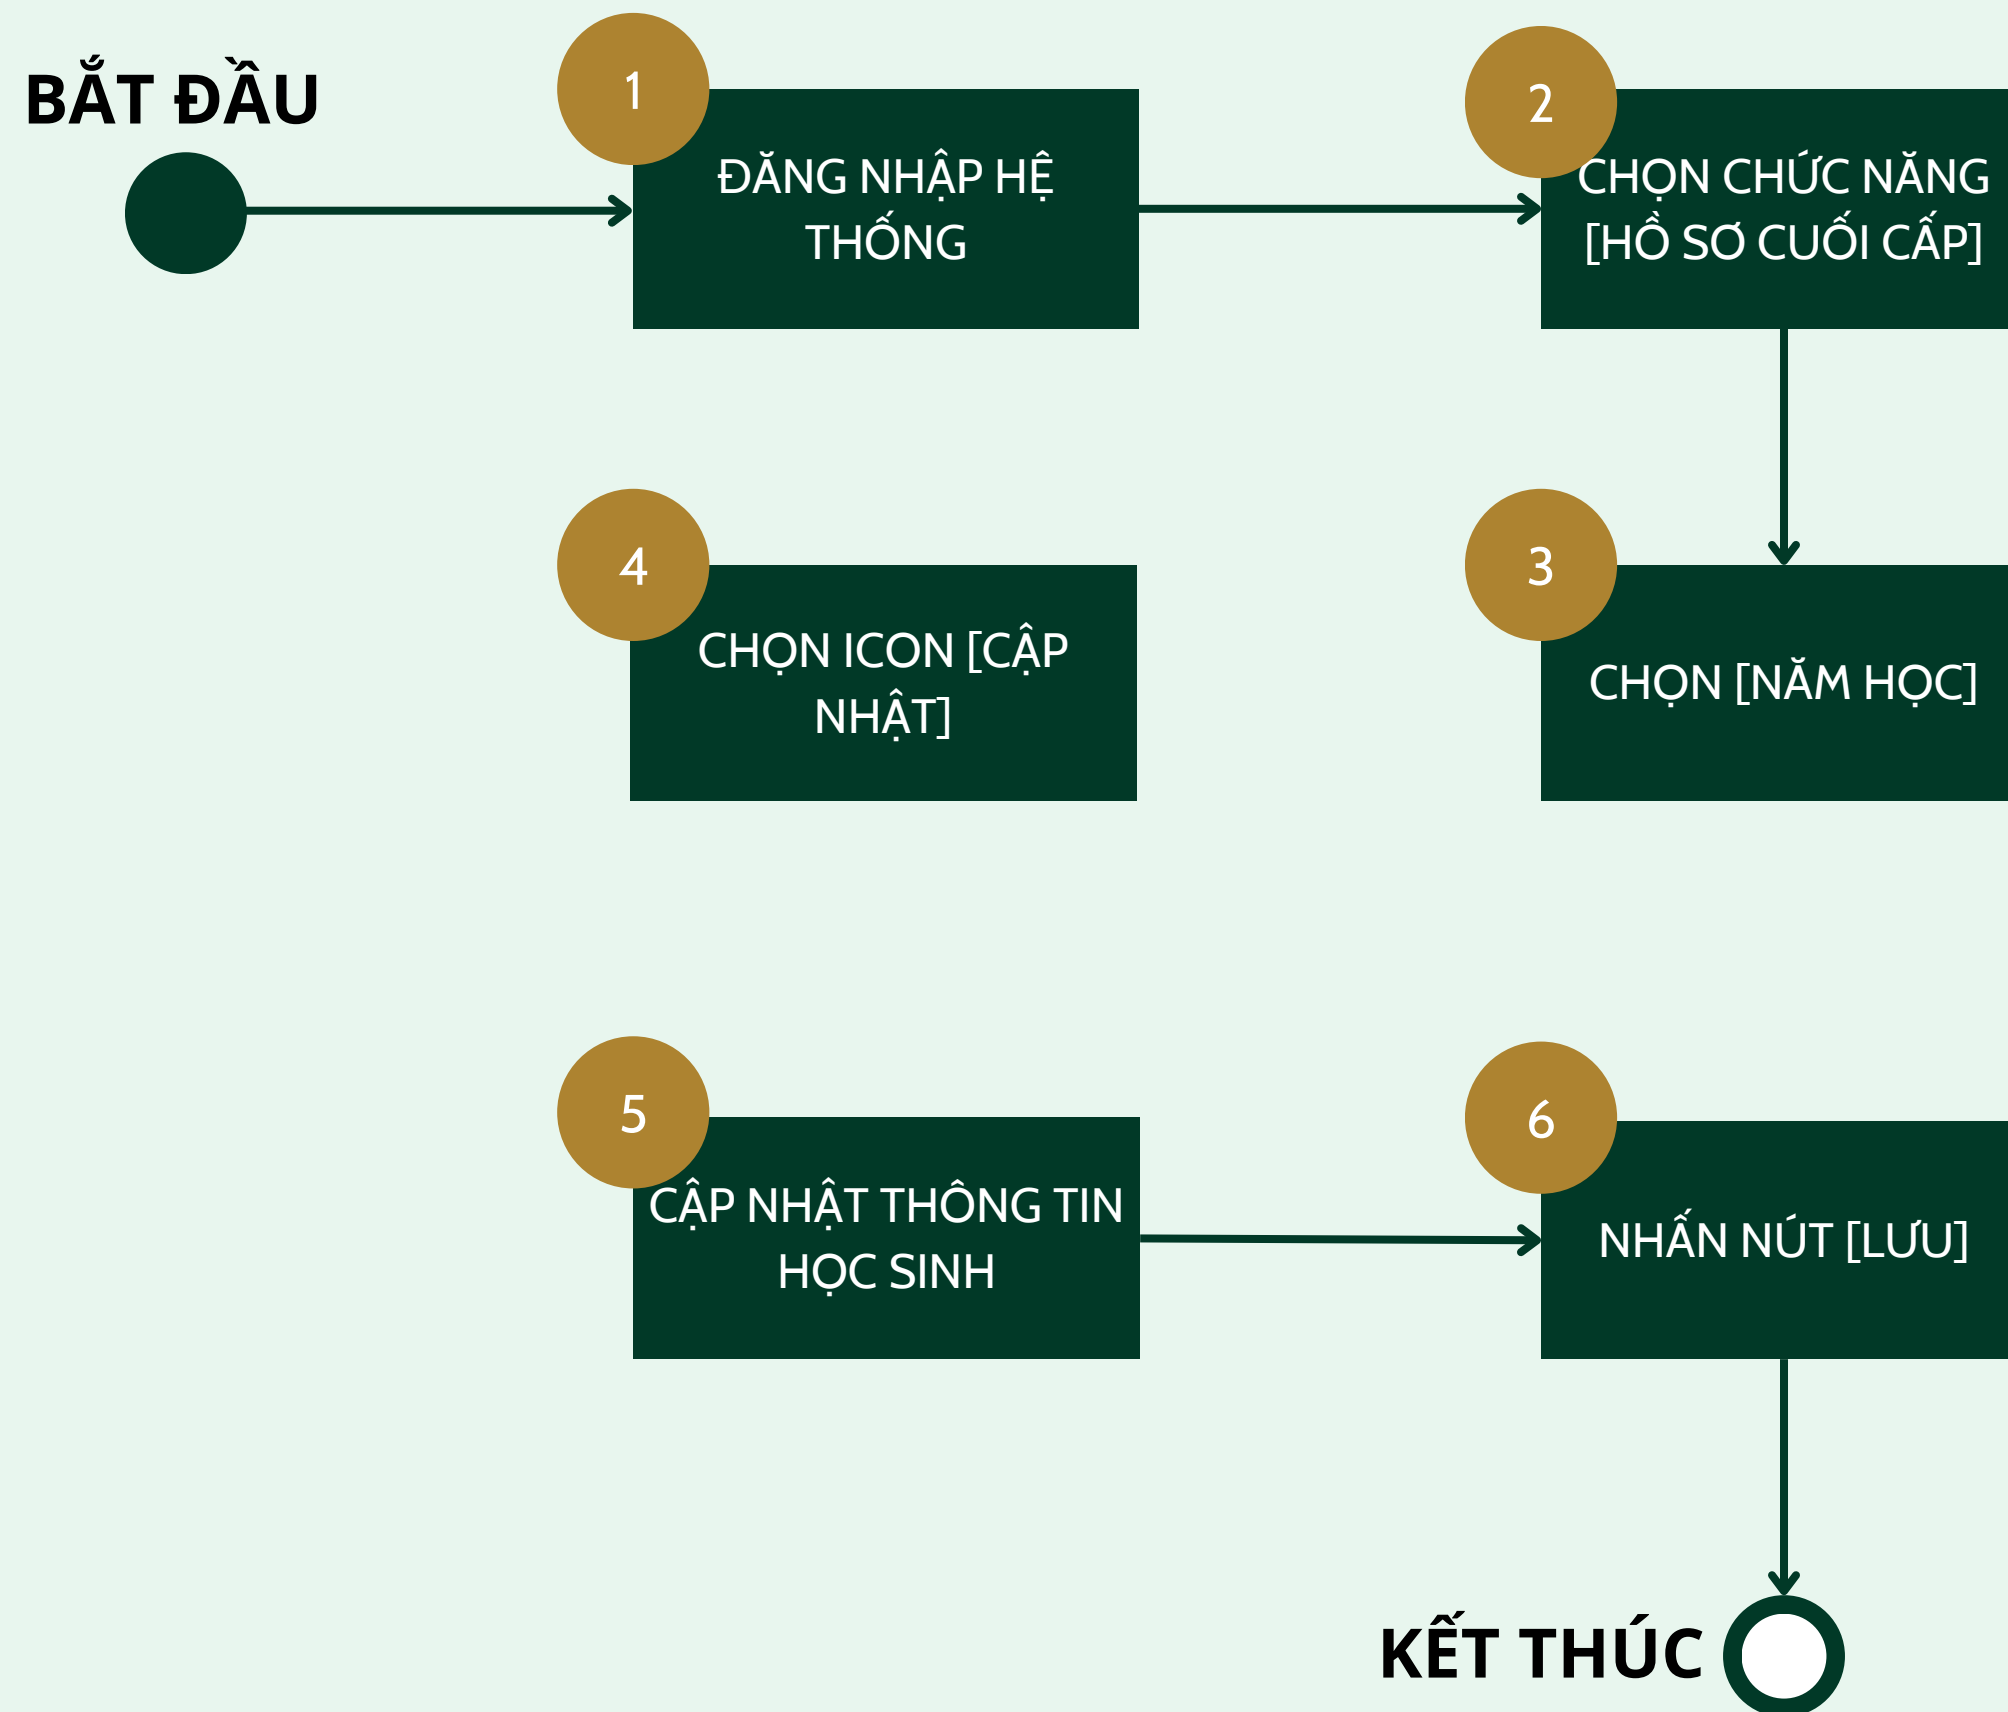 BẮT ĐẦU
1
ĐĂNG NHẬP HỆ
THỐNG
2
CHỌN CHỨC NĂNG
[HỒ SƠ CUỐI CẤP]
3
CHỌN [NĂM HỌC]
4
CHỌN ICON [CẬP
NHẬT]
5
CẬP NHẬT THÔNG TIN
HỌC SINH
6
NHẤN NÚT [LƯU]
KẾT THÚC